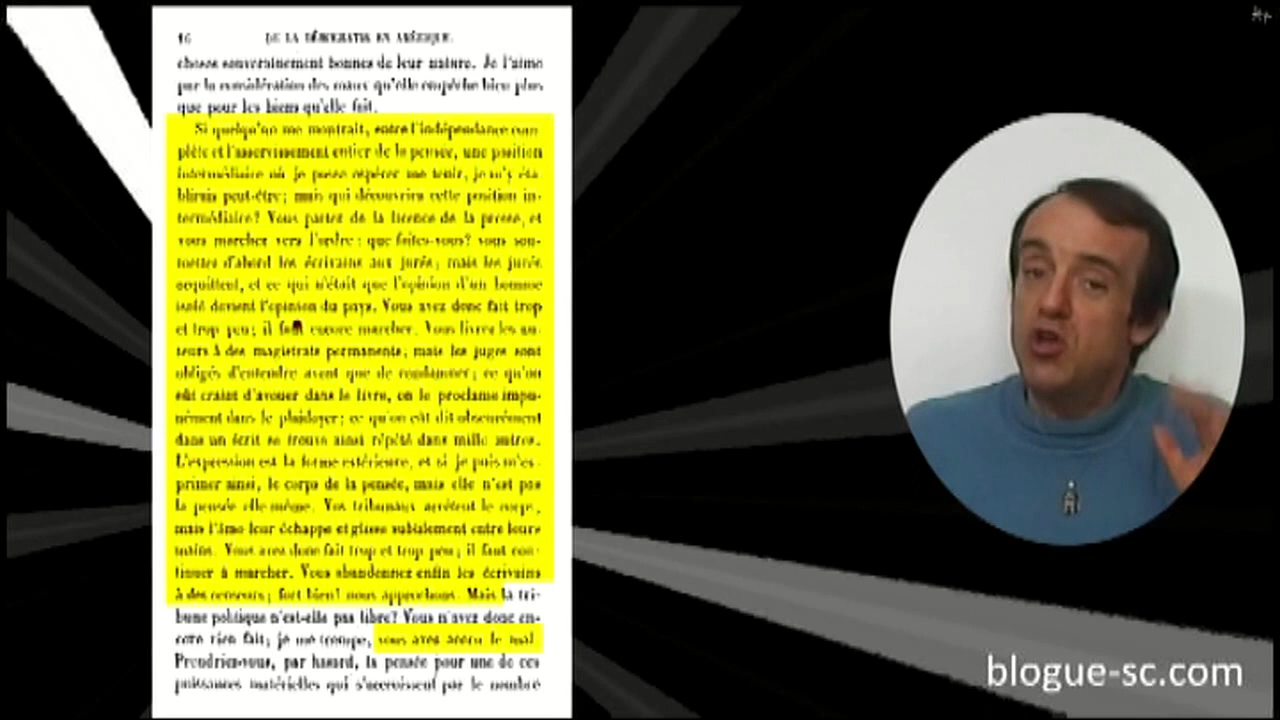 16 DE LA DÉMOCRATIE EN AMÉRIQUE.
choses souverainement bonnes de leur nature. Je l'aime
par la considération des maux qu'elle empêche bien plus
que pour les biens qu'elle fait.
Si quelqu'un me montrait, entre l'indépendance com-
plète et l'asservissement entier de la pensée, une position
intermédiaire où je pusse espérer me tenir, je m'y éta-
blirais peut-être; mais qui découvrira cette position in-
termédiaire? Vous partez de la licence de la presse, et
vous marchez vers l'ordre: que faites-vous? vous sou-
mettez d'abord les écrivains aux jurés; mais les jurés
acquittent, et ce qui n'était que l'opinion d'un homme
isolé devient l'opinion du pays. Vous avez donc fait trop
et trop peu; il faut encore marcher. Vous livrez les au-
teurs à des magistrats permanents; mais les juges sont
obligés d'entendre avant que de condamner; ce qu'on
eût craint d'avouer dans le livre, on le proclame impu-
nément dans le plaidoyer; ce qu'on eût dit obscurément
dans un écrit se trouve ainsi répété dans mille autres.
L'expression est la forme extérieure, et si je puis m'ex-
primer ainsi, le corps de la pensée, mais elle n'est pas
la pensée elle-même. Vos tribunaux arrêtent le corps,
mais l'âme leur échappe et glisse subtilement entre leurs
mains. Vous avez donc fait trop et trop peu; il faut con-
tinuer à marcher. Vous abandonnez enfin les écrivains
à des censeurs; fort bien! nous approchons. Mais la tri-
bune politique n'est-elle pas libre? Vous n'avez donc en-
core rien fait; je me trompe, vous avez accru le mal.
Prendriez-vous, par hasard, la pensée pour une de ces
puissances matérielles qui s'accroissent par le nombre
blogue-sc.com